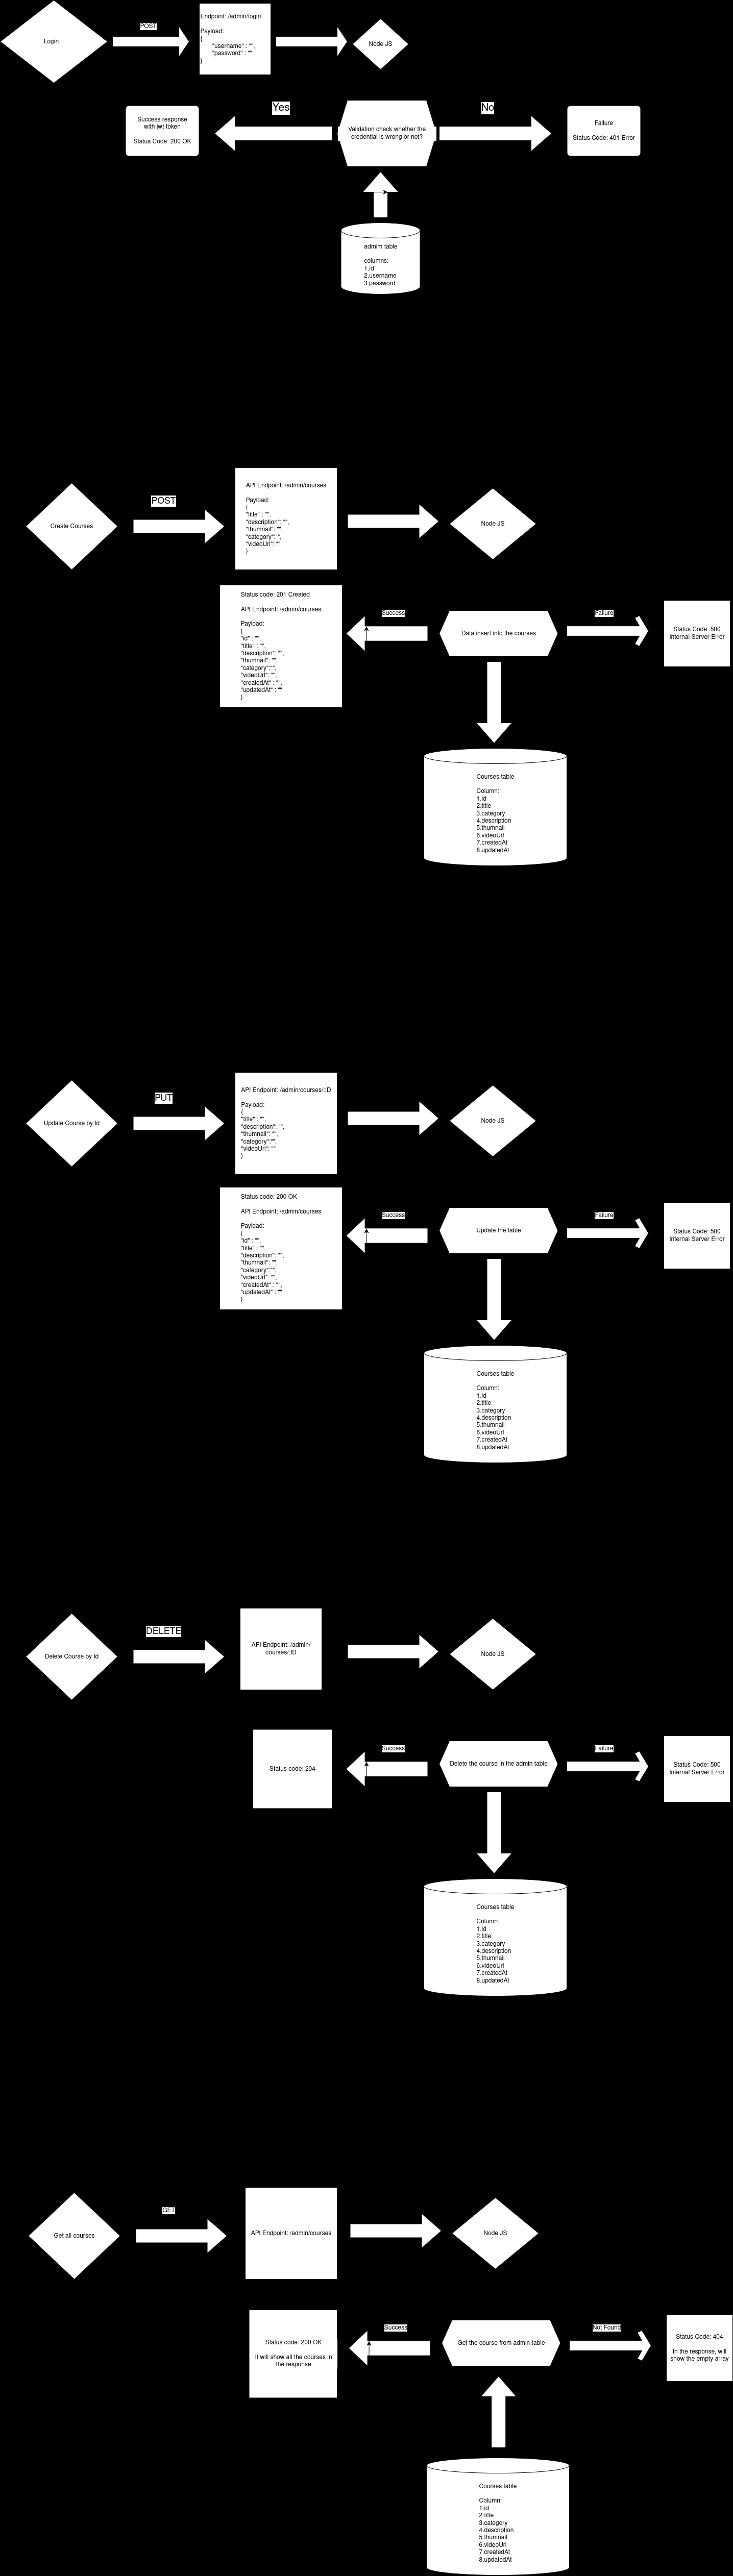 Login
POST
Endpoint: /admin/login
Payload:
{
"username" : "",
"password" : ""
}
Node JS
Success response
with jwt token
Status Code: 200 OK
Yes
Validation check whether the
credential is wrong or not?
No
Failure
Status Code: 401 Error
admim table
columns:
1.id
2.username
3.password
Create Courses
POST
API Endpoint: /admin/courses
Payload:
{
"title" : "",
"description": "",
"thumnail": "",
"category":"",
"videoUrl": ""
}
Node JS
Status code: 201 Created
API Endpoint: /admin/courses
Payload:
{
"id" : "",
"title" : "",
"description": "",
"thumnail": "",
"category":"",
"videoUrl": "",
"createdAt" : "",
"updatedAt" : ""
}
Success
Data insert into the courses
Failure
Status Code: 500
Internal Server Error
Courses table
Column:
1.id
2.title
3.category
4.description
5.thumnail
6.videoUrl
7.createdAt
8.updatedAt
Update Course by Id
PUT
API Endpoint: /admin/courses/:ID
Payload:
{
"title" : "",
"description": "",
"thumnail": "",
"category":"",
"videoUrl": ""
}
Node JS
Status code: 200 OK
API Endpoint: /admin/courses
Payload:
{
"id" : "",
"title" : "",
"description": "",
"thumnail": "",
"category":"",
"videoUrl": "",
"createdAt" : "",
"updatedAt" : ""
}
Success
Update the table
Failure
Status Code: 500
Internal Server Error
Courses table
Column:
1.id
2.title
3.category
4.description
5.thumnail
6.videoUrl
7.createdAt
8.updatedAt
Delete Course by Id
DELETE
API Endpoint: /admin/
courses/:ID
Node JS
Status code: 204
Success
Delete the course in the admin table
Failure
Status Code: 500
Internal Server Error
Courses table
Column:
1.id
2.title
3.category
4.description
5.thumnail
6.videoUrl
7.createdAt
8.updatedAt
Get all courses
GET
API Endpoint: /admin/courses
Node JS
Status code: 200 OK
It will show all the courses in
the response
Success
Get the course from admin table
Not Found
Status Code: 404
In the response, will
show the empty array
Courses table
Column:
1.id
2.title
3.category
4.description
5.thumnail
6.videoUrl
7.createdAt
8.updatedAt